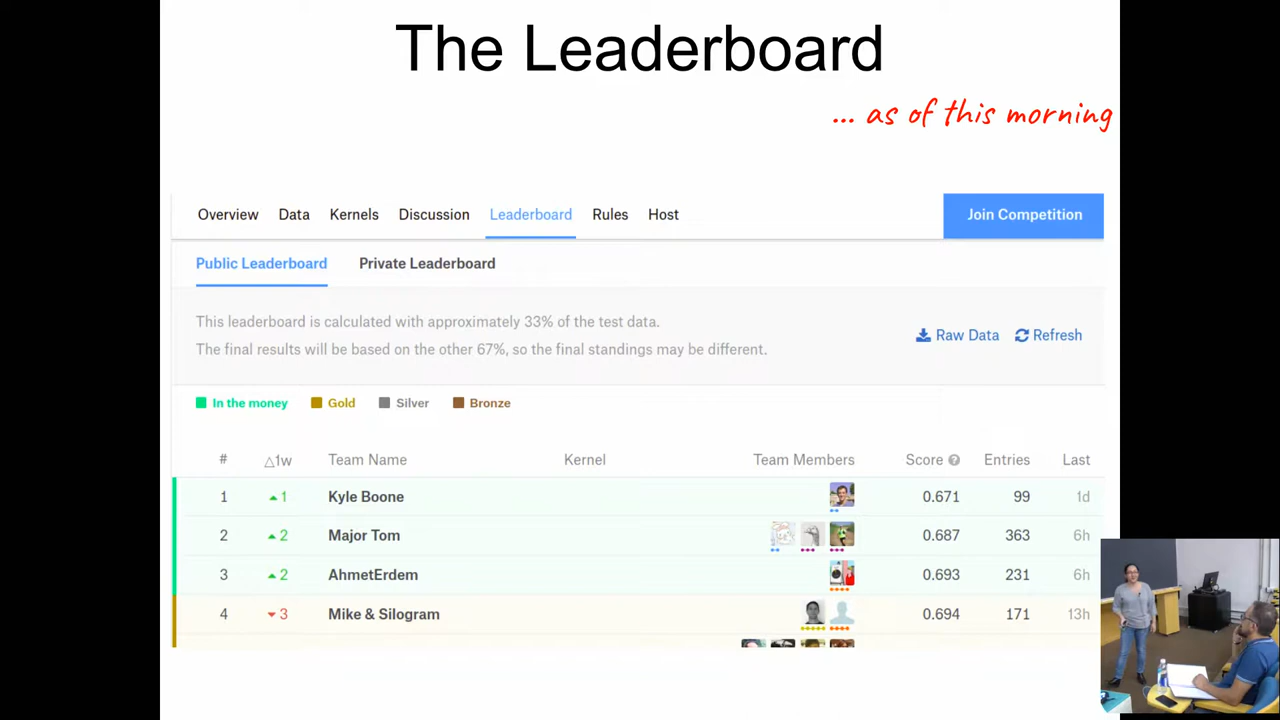 The Leaderboard
... as of this morning
Overview Data Kernels Discussion Leaderboard Rules Host Join Competition
Public Leaderboard Private Leaderboard
This leaderboard is calculated with approximately 33% of the test data.
The final results will be based on the other 67%, so the final standings may be different.
Raw Data Refresh
In the money Gold Silver Bronze
# △1w Team Name Kernel Team Members Score ? Entries Last
1 ▲1 Kyle Boone 0.671 99 1d
2 ▲2 Major Tom 0.687 363 6h
3 ▲2 AhmetErdem 0.693 231 6h
4 ▼3 Mike & Silogram 0.694 171 13h